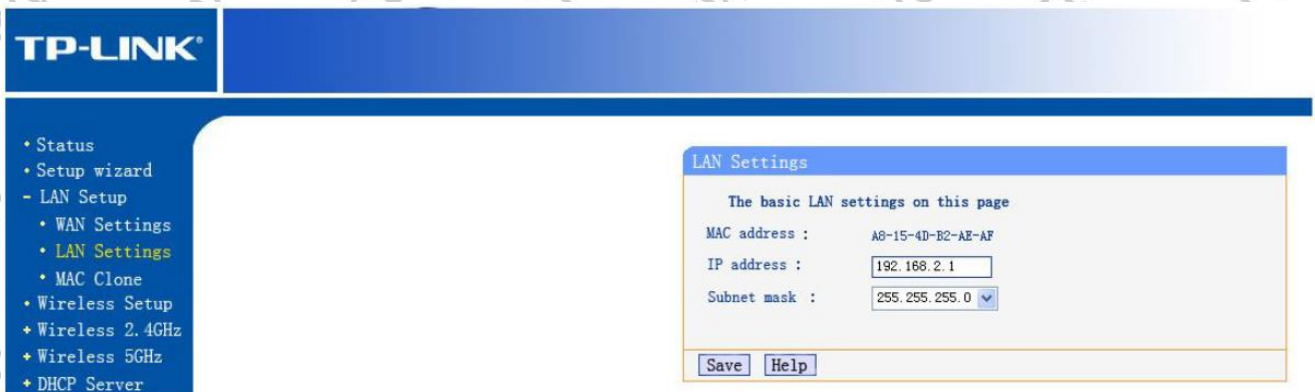 TP-LINK®
• Status
• Setup wizard
- LAN Setup
• WAN Settings
• LAN Settings
• MAC Clone
• Wireless Setup
+ Wireless 2.4GHz
+ Wireless 5GHz
+ DHCP Server
LAN Settings
The basic LAN settings on this page
MAC address : A8-15-4D-B2-AE-AF
IP address : 192.168.2.1
Subnet mask : 255.255.255.0
Save Help